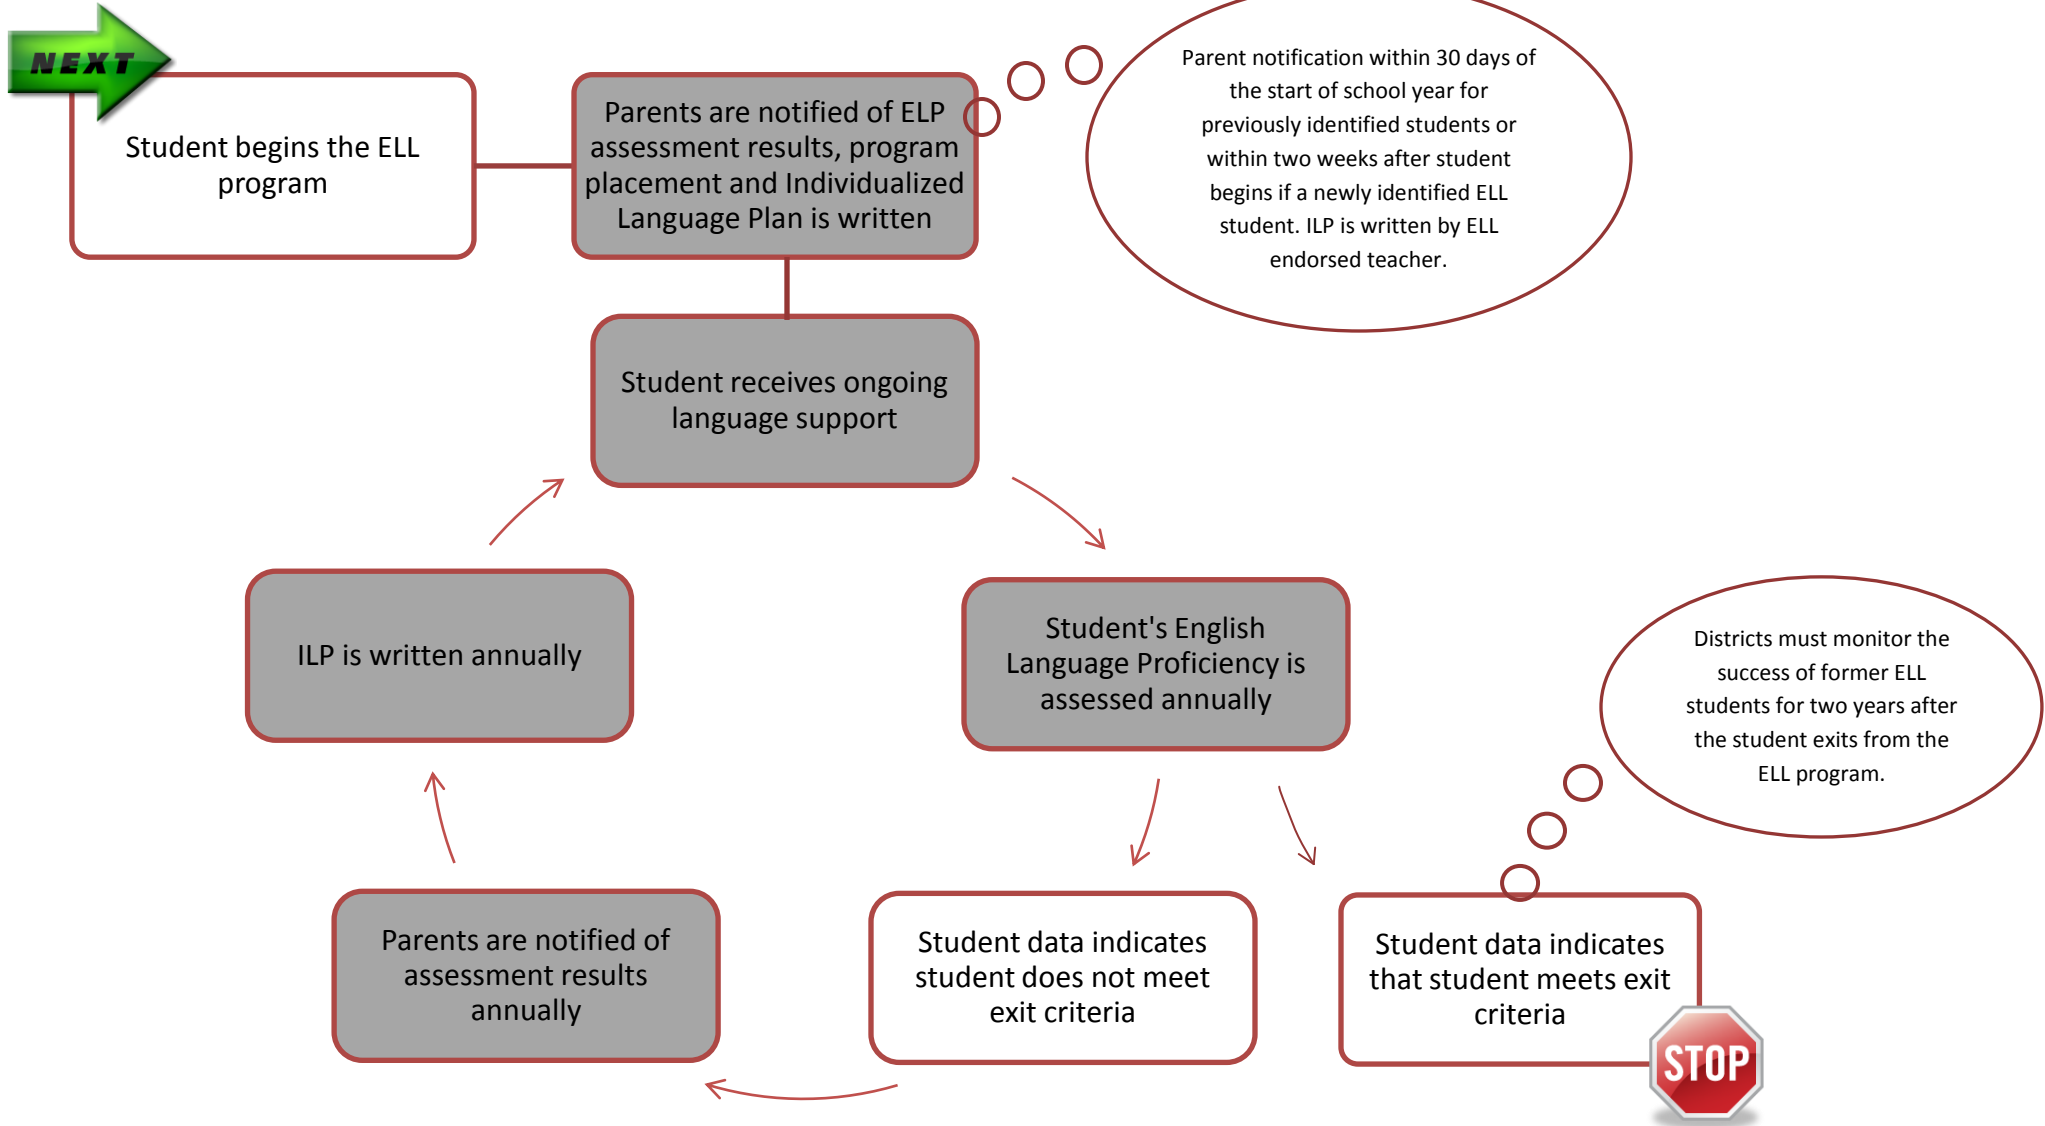 NEXT
Student begins the ELL
program
Parents are notified of ELP
assessment results, program
placement and Individualized
Language Plan is written
Parent notification within 30 days of
the start of school year for
previously identified students or
within two weeks after student
begins if a newly identified ELL
student. ILP is written by ELL
endorsed teacher.
Student receives ongoing
language support
ILP is written annually
Student's English
Language Proficiency is
assessed annually
Districts must monitor the
success of former ELL
students for two years after
the student exits from the
ELL program.
Parents are notified of
assessment results
annually
Student data indicates
student does not meet
exit criteria
Student data indicates
that student meets exit
criteria
STOP